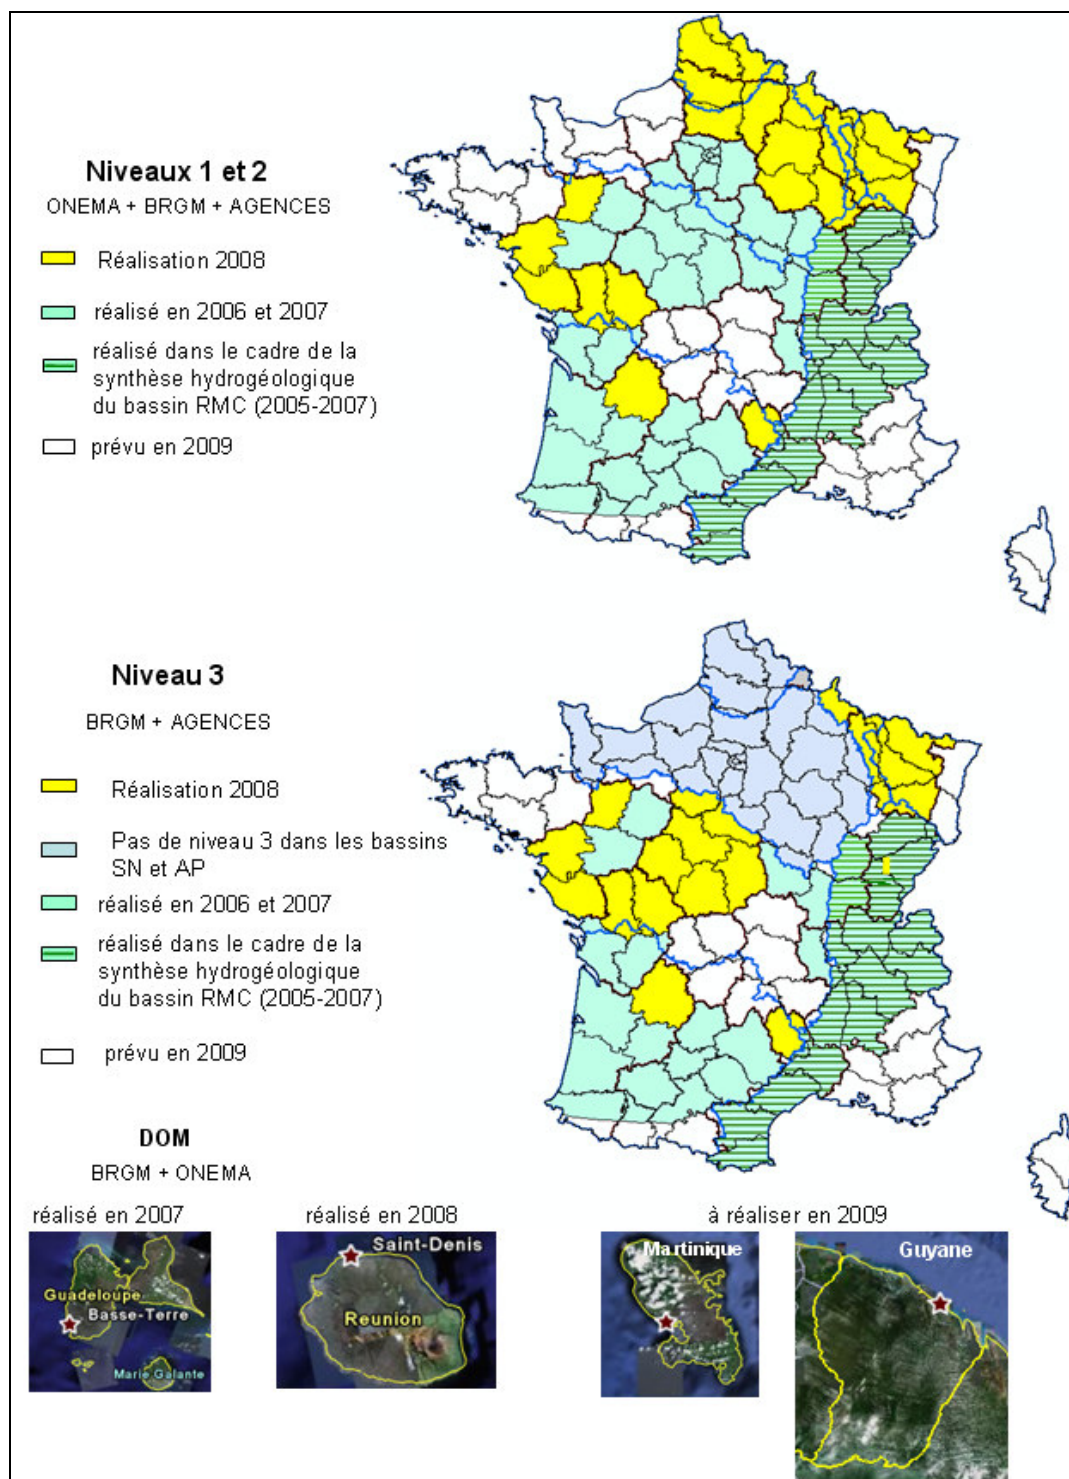 Niveaux 1 et 2
ONEMA + BRGM + AGENCES
Réalisation 2008
réalisé en 2006 et 2007
réalisé dans le cadre de la
synthèse hydrogéologique
du bassin RMC (2005-2007)
prévu en 2009
Niveau 3
BRGM + AGENCES
Réalisation 2008
Pas de niveau 3 dans les bassins
SN et AP
réalisé en 2006 et 2007
réalisé dans le cadre de la
synthèse hydrogéologique
du bassin RMC (2005-2007)
prévu en 2009
DOM
BRGM + ONEMA
réalisé en 2007
réalisé en 2008
à réaliser en 2009
Guadeloupe
Basse-Terre
Marie Galante
Saint-Denis
Reunion
Martinique
Guyane